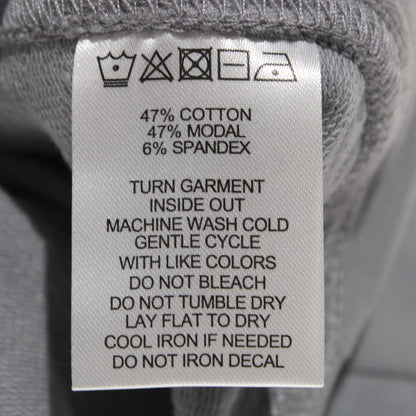 47% COTTON
47% MODAL
6% SPANDEX
TURN GARMENT
INSIDE OUT
MACHINE WASH COLD
GENTLE CYCLE
WITH LIKE COLORS
DO NOT BLEACH
DO NOT TUMBLE DRY
LAY FLAT TO DRY
COOL IRON IF NEEDED
DO NOT IRON DECAL